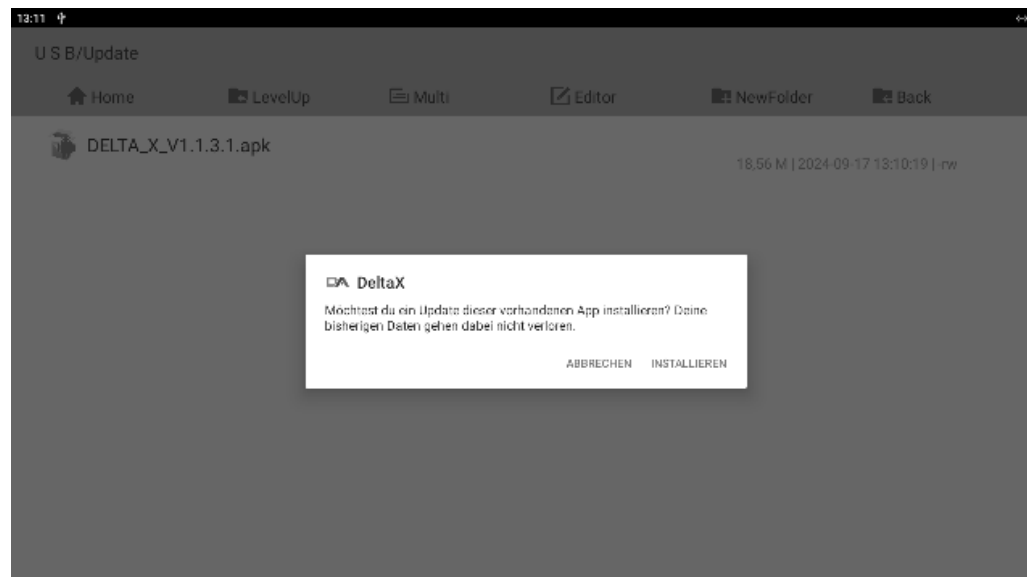 13:11
U S B/Update
Home LevelUp Multi Editor NewFolder Back
DELTA_X_V1.1.3.1.apk
18,56 M | 2024-09-17 13:10:19 | -rw
DeltaX
Möchtest du ein Update dieser vorhandenen App installieren? Deine
bisherigen Daten gehen dabei nicht verloren.
ABBRECHEN INSTALLIEREN